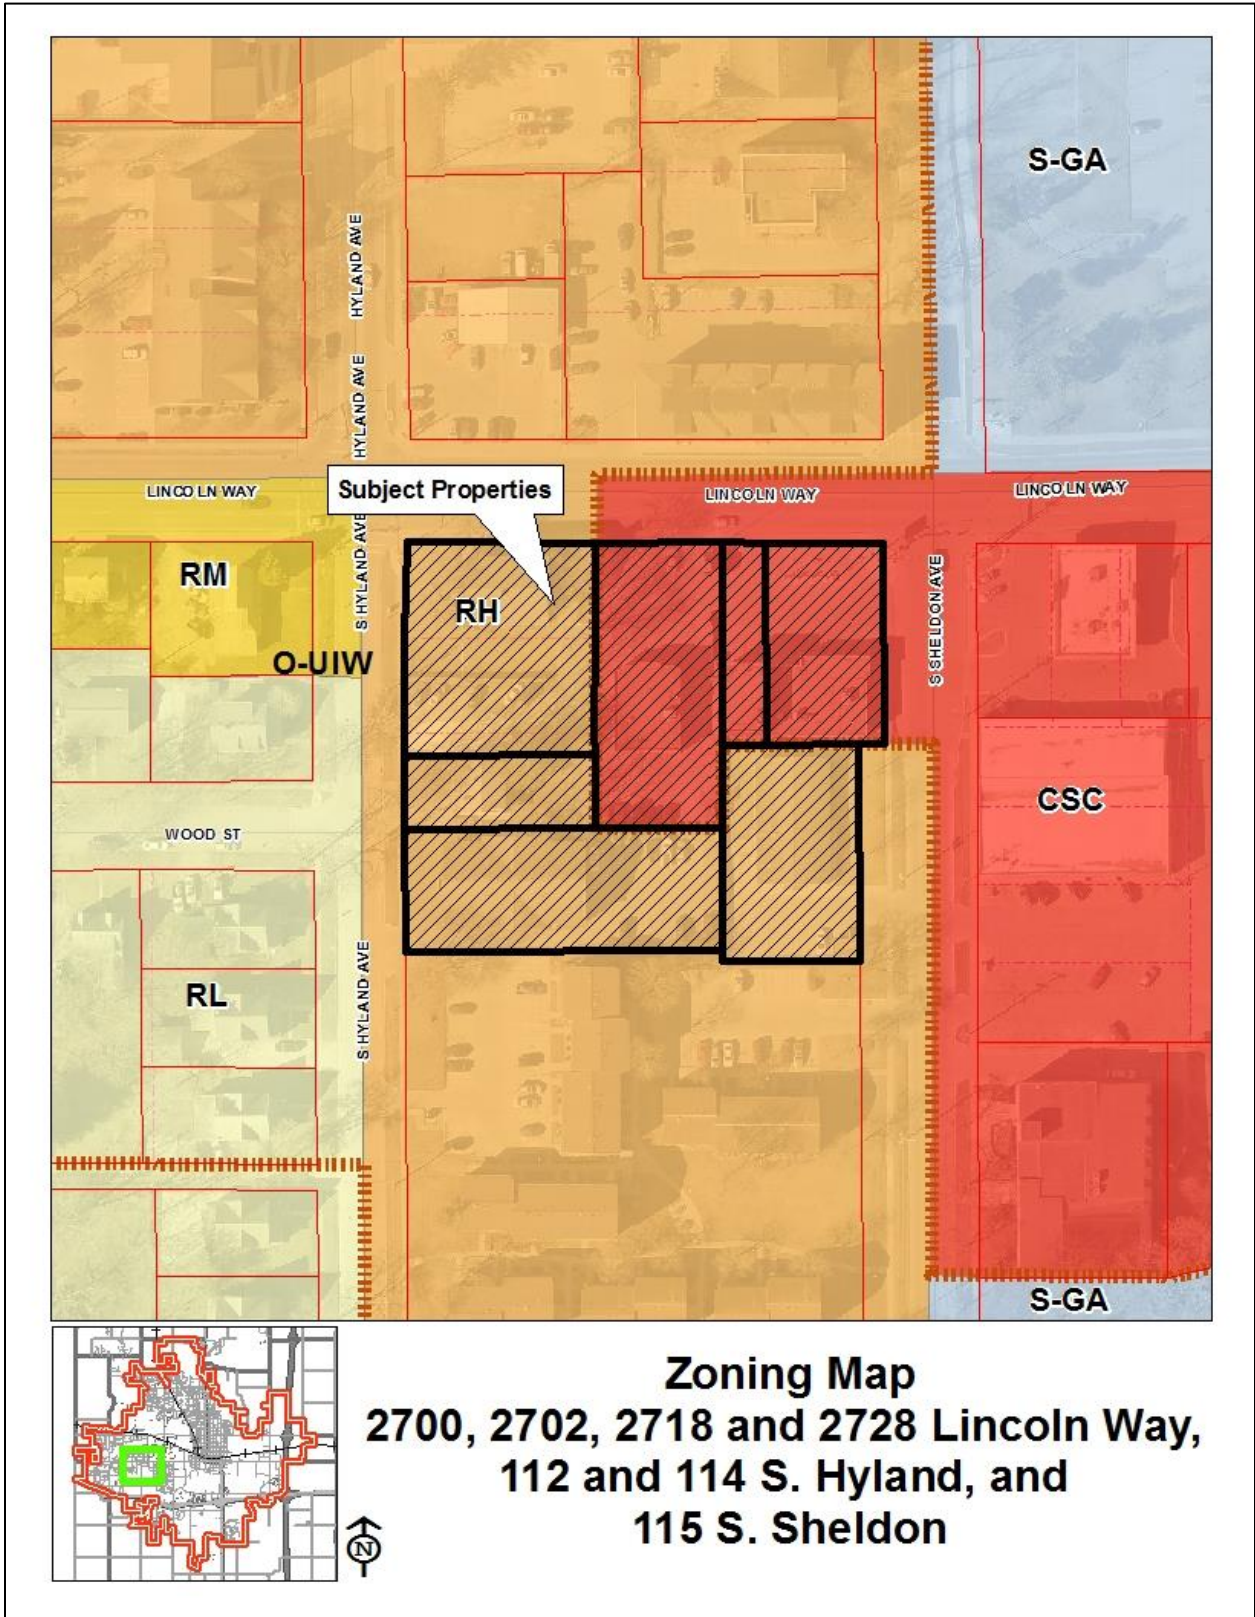 S-GA
HYLAND AVE
HYLAND AVE
Subject Properties
LINCOLN WAY
LINCOLN WAY
LINCOLN WAY
S HYLAND AVE
RM
RH
S SHELDON AVE
O-UIW
CSC
WOOD ST
RL
S HYLAND AVE
S-GA
Zoning Map
2700, 2702, 2718 and 2728 Lincoln Way,
112 and 114 S. Hyland, and
115 S. Sheldon
N